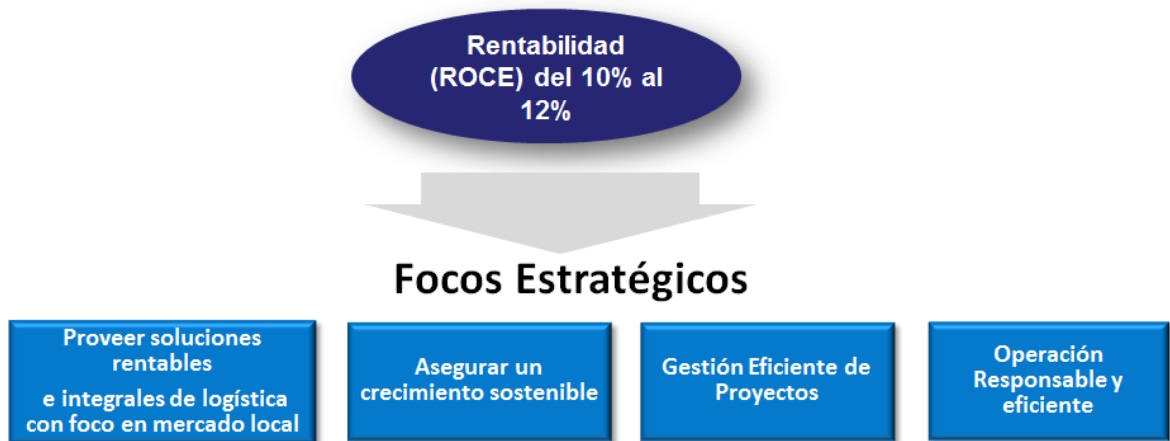 Rentabilidad
(ROCE) del 10% al
12%
Focos Estratégicos
Proveer soluciones
rentables
e integrales de logística
con foco en mercado local
Asegurar un
crecimiento sostenible
Gestión Eficiente de
Proyectos
Operación
Responsable y
eficiente